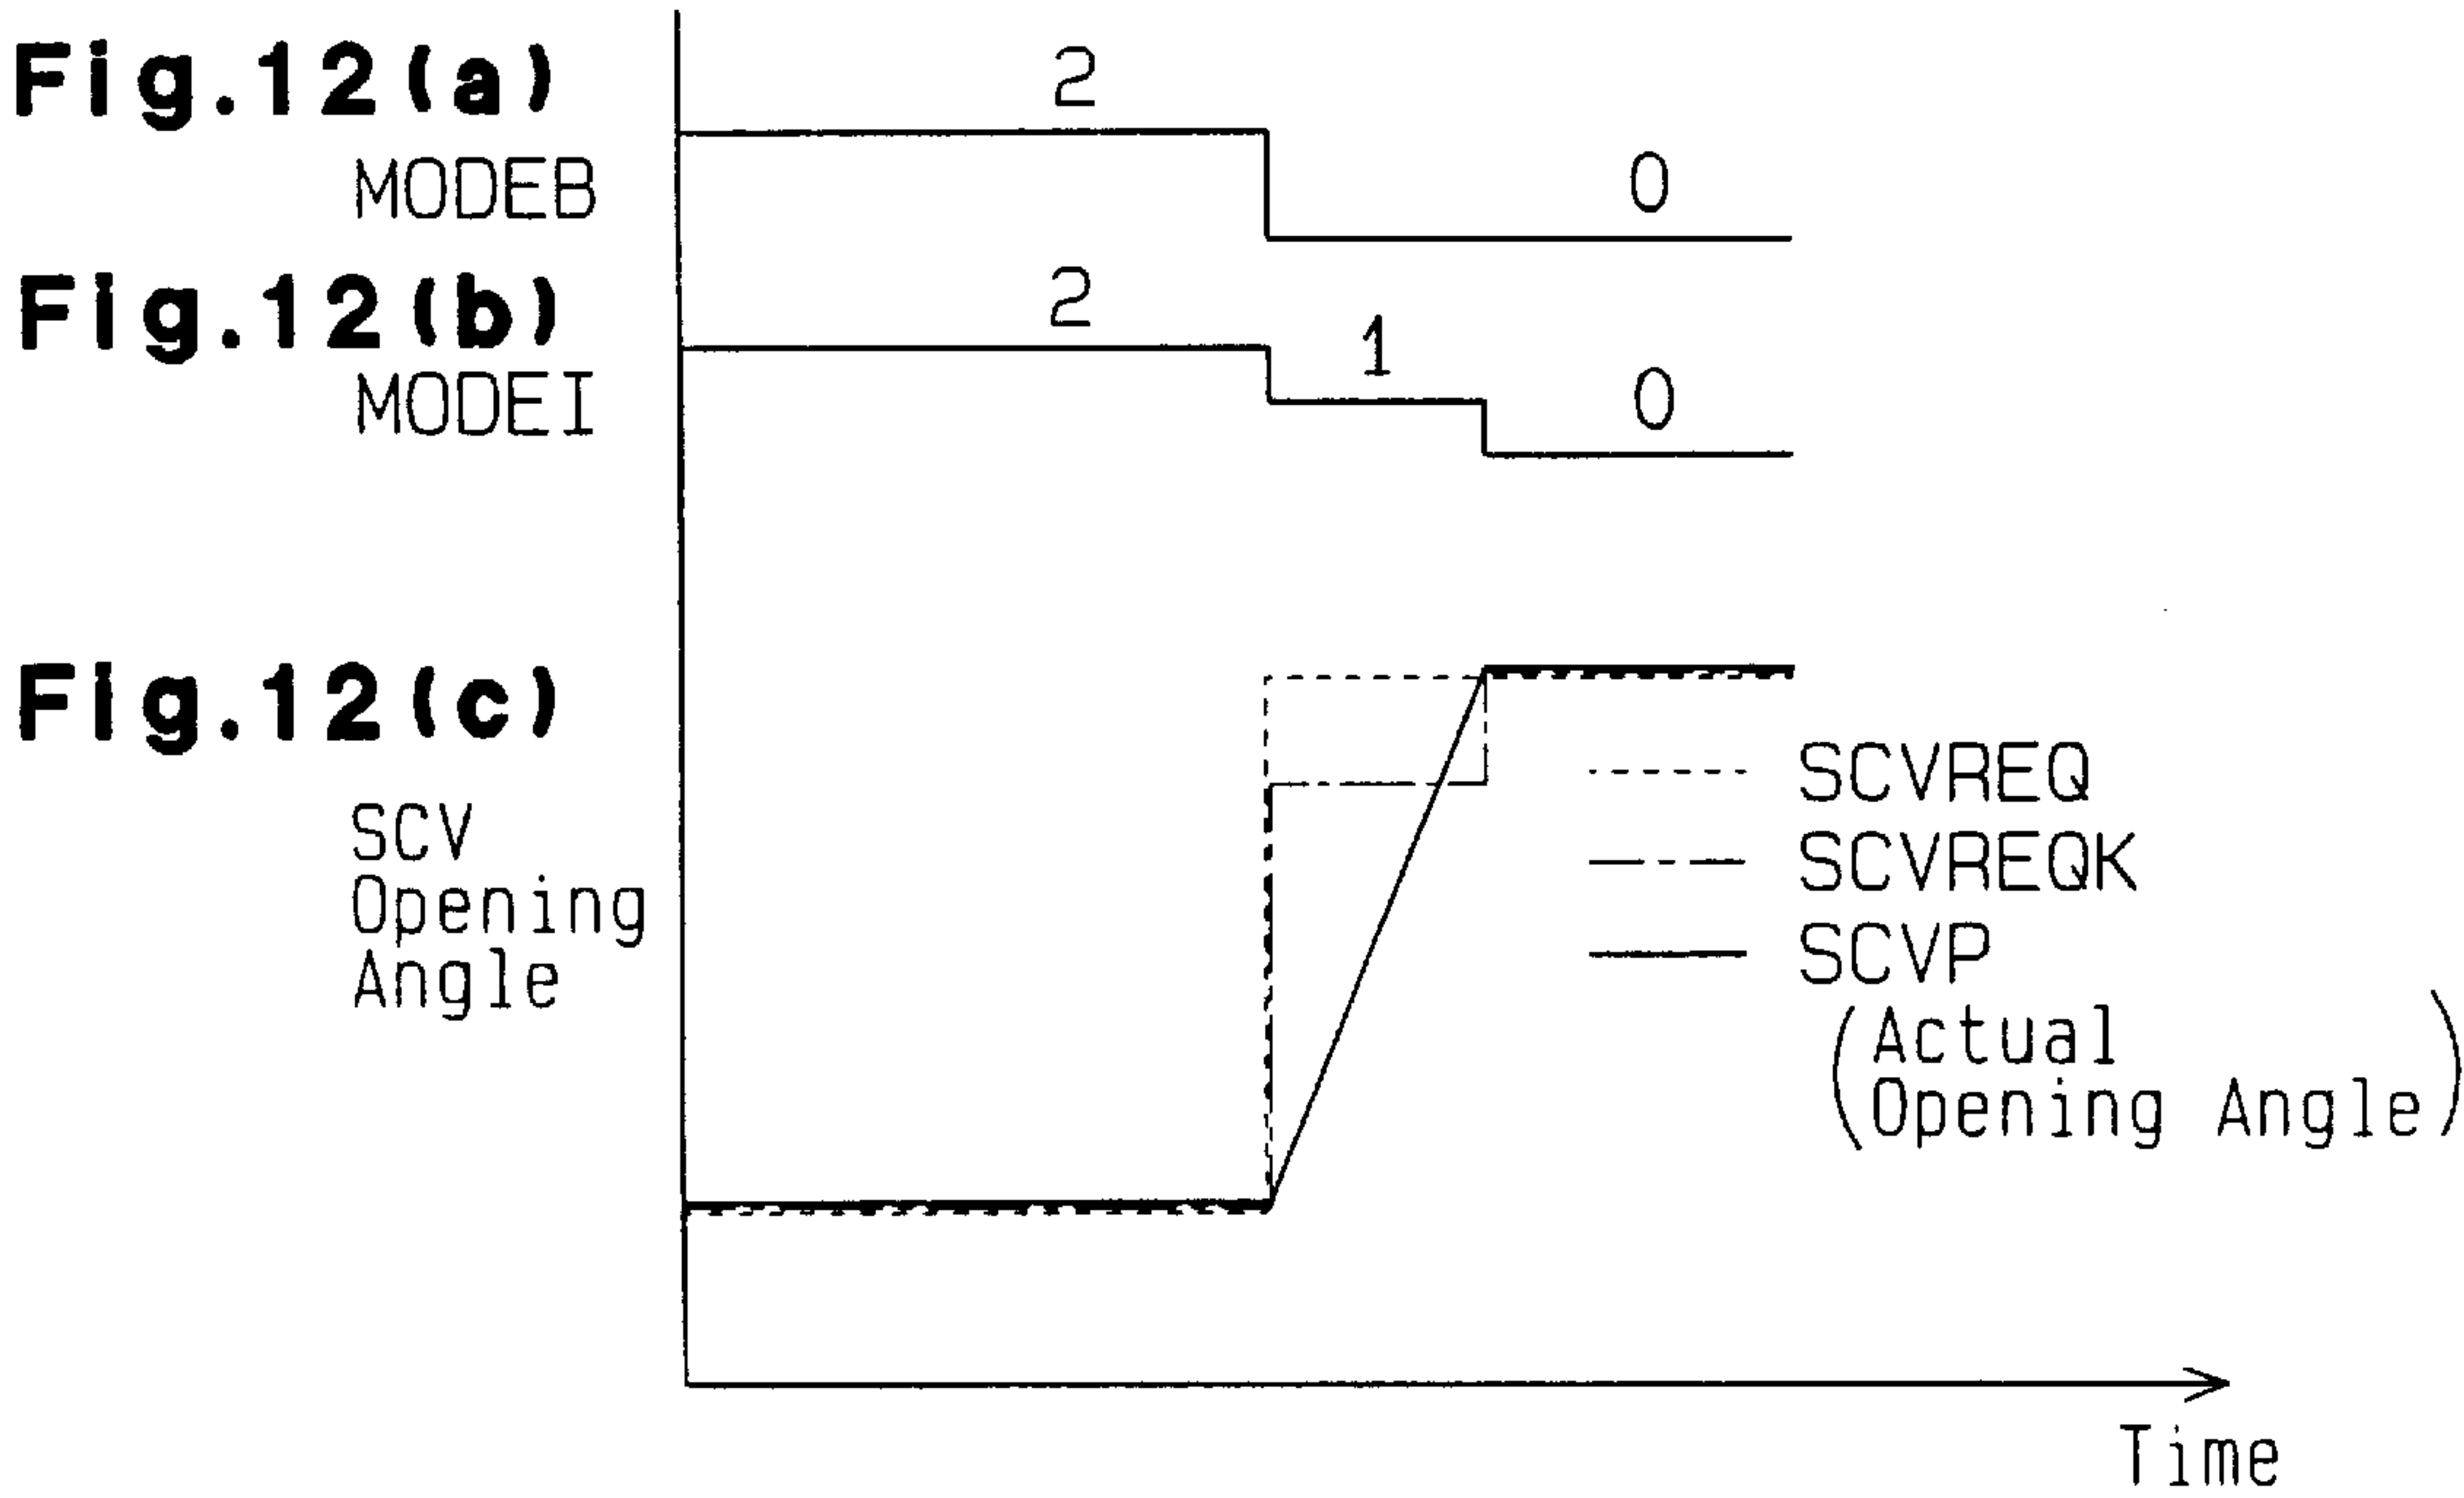 Fig.12(a)
2
MODEB
0
Fig.12(b)
2
1
MODEI
0
Fig.12(c)
SCV
Opening
Angle
SCVREQ
SCVREQK
SCVP
(Actual
Opening Angle)
Time